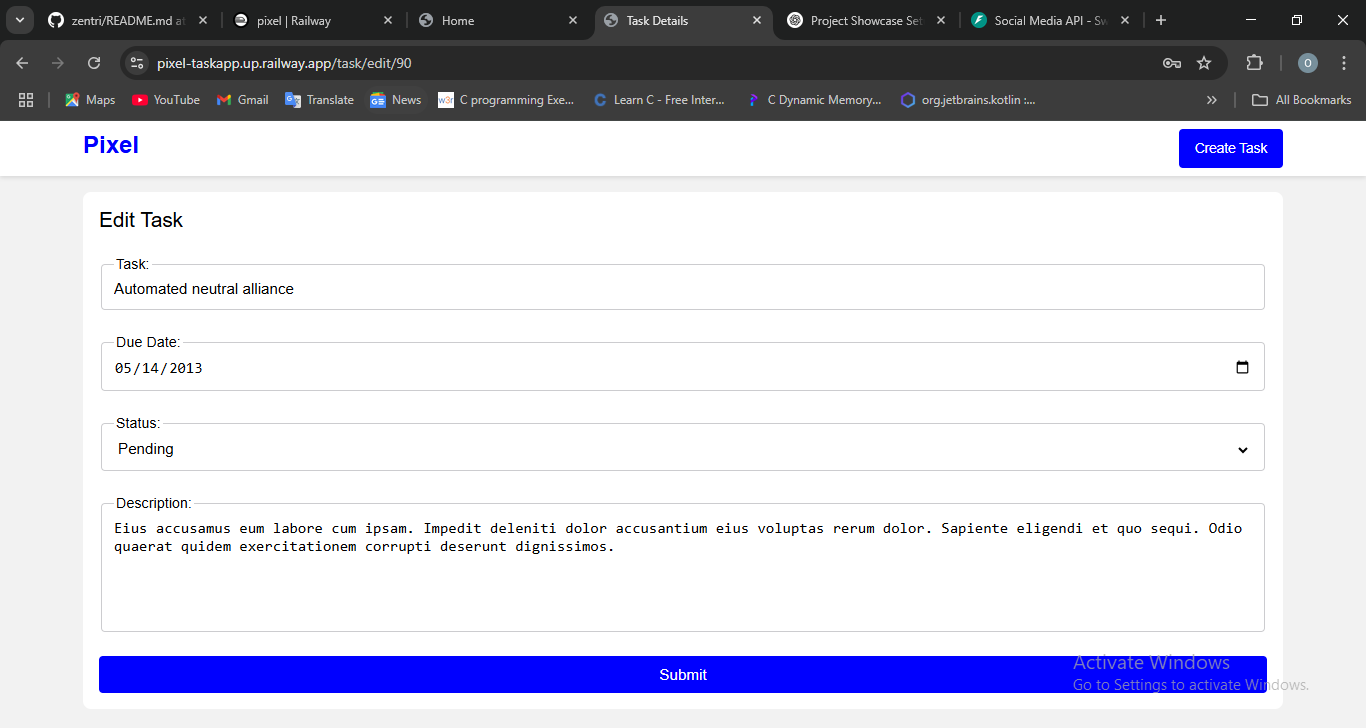 zentri/README.md at
pixel | Railway
Home
Task Details
Project Showcase Set
Social Media API - Sw
pixel-taskapp.up.railway.app/task/edit/90
O
Maps
YouTube
Gmail
Translate
News
w3r
C programming Exe...
Learn C - Free Inter...
C Dynamic Memory...
org.jetbrains.kotlin :...
All Bookmarks
Pixel
Create Task
Edit Task
Task:
Automated neutral alliance
Due Date:
05/14/2013
Status:
Pending
Description:
Eius accusamus eum labore cum ipsam. Impedit deleniti dolor accusantium eius voluptas rerum dolor. Sapiente eligendi et quo sequi. Odio
quaerat quidem exercitationem corrupti deserunt dignissimos.
Submit
Activate Windows
Go to Settings to activate Windows.